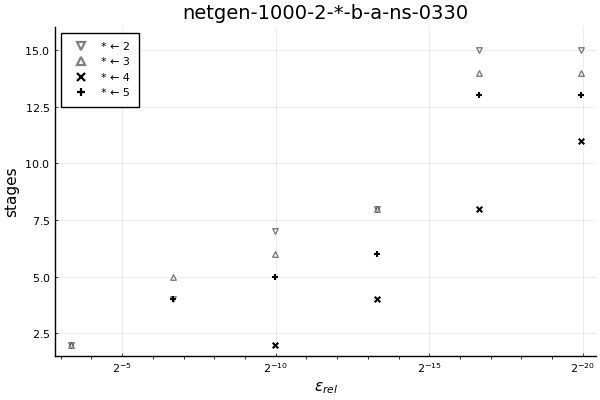 netgen-1000-2-*-b-a-ns-0330
* ← 2
* ← 3
* ← 4
* ← 5
15.0
12.5
10.0
7.5
5.0
2.5
stages
2⁻⁵ 2⁻¹⁰ 2⁻¹⁵ 2⁻²⁰
ε_rel